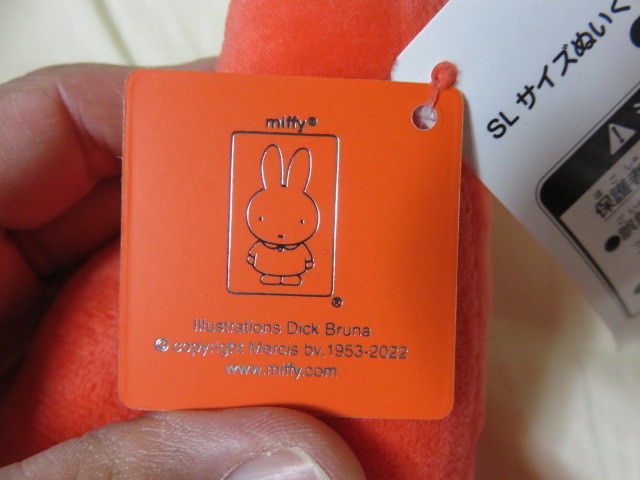 miffy®
®
Illustrations Dick Bruna
© copyright Mercis bv, 1953-2022
www.miffy.com
SL サイズぬいぐ
保護者